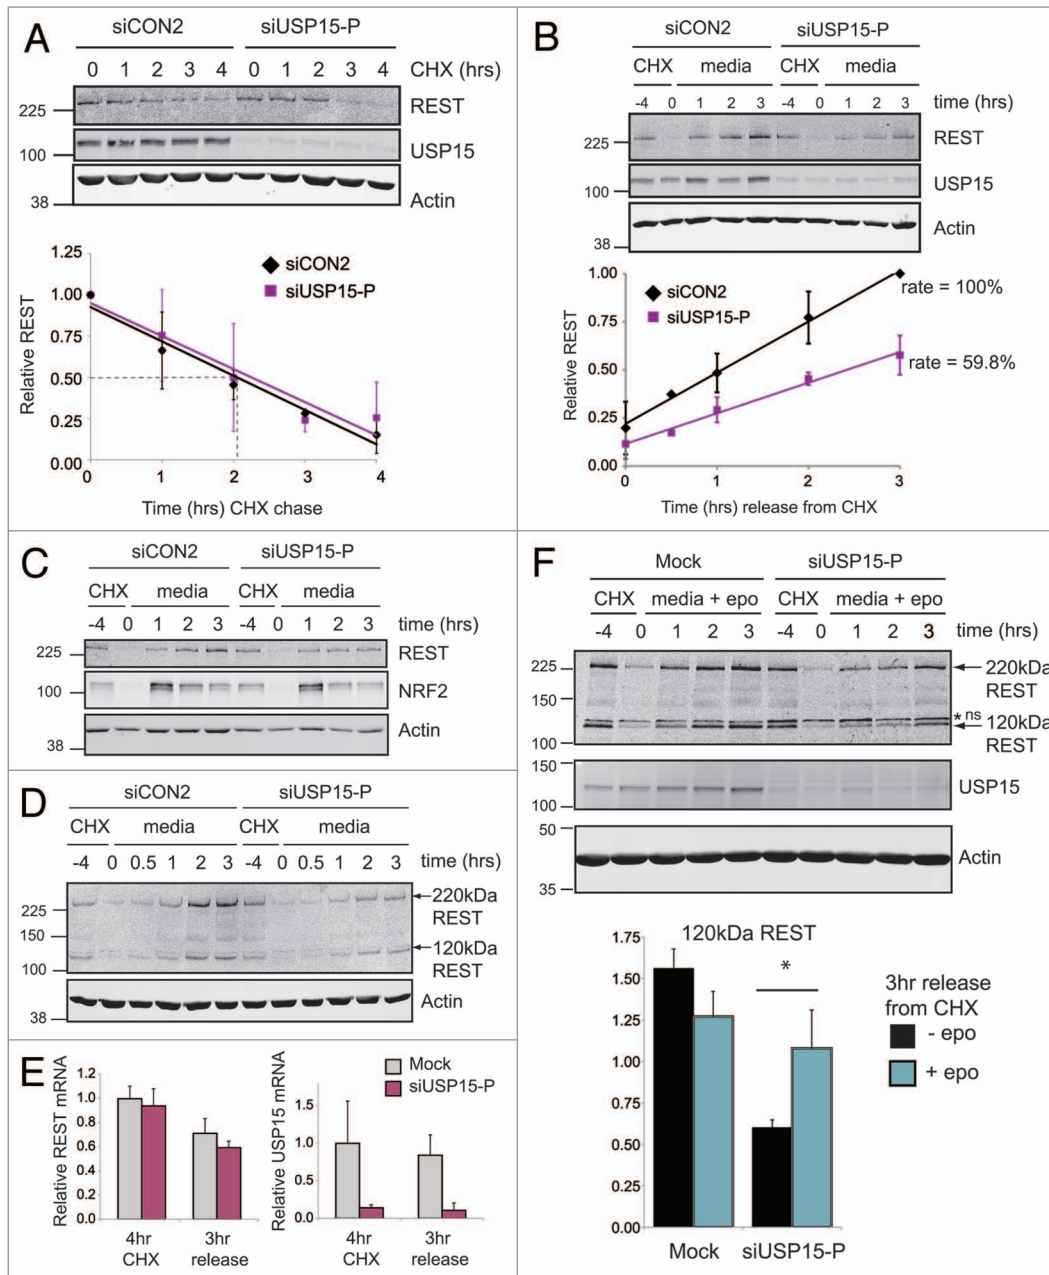 A
siCON2 siUSP15-P
0 1 2 3 4 0 1 2 3 4 CHX (hrs)
225 REST
100 USP15
38 Actin
1.25
1.00
0.75
0.50
0.25
0.00
Relative REST
siCON2
siUSP15-P
0 1 2 3 4
Time (hrs) CHX chase
B
siCON2 siUSP15-P
CHX media CHX media
-4 0 1 2 3 -4 0 1 2 3 time (hrs)
225 REST
100 USP15
38 Actin
1.00
0.75
0.50
0.25
0.00
Relative REST
siCON2
siUSP15-P
rate = 100%
rate = 59.8%
0 1 2 3
Time (hrs) release from CHX
C
siCON2 siUSP15-P
CHX media CHX media
-4 0 1 2 3 -4 0 1 2 3 time (hrs)
225 REST
100 NRF2
38 Actin
D
siCON2 siUSP15-P
CHX media CHX media
-4 0 0.5 1 2 3 -4 0 0.5 1 2 3 time (hrs)
225 220kDa
REST
150
120kDa
100 REST
38 Actin
E
Relative REST mRNA
1.2
1.0
0.8
0.6
0.4
0.2
0.0
4hr 3hr
CHX release
Relative USP15 mRNA
1.5
1.0
0.5
0.0
Mock
siUSP15-P
4hr 3hr
CHX release
F
Mock siUSP15-P
CHX media + epo CHX media + epo
-4 0 1 2 3 -4 0 1 2 3 time (hrs)
225 220kDa
REST
150
* ns
120kDa
100 REST
150
USP15
100
50
Actin
35
120kDa REST
1.75
1.50
1.25
1.00
0.75
0.50
0.25
0.00
*
3hr release
from CHX
- epo
+ epo
Mock siUSP15-P